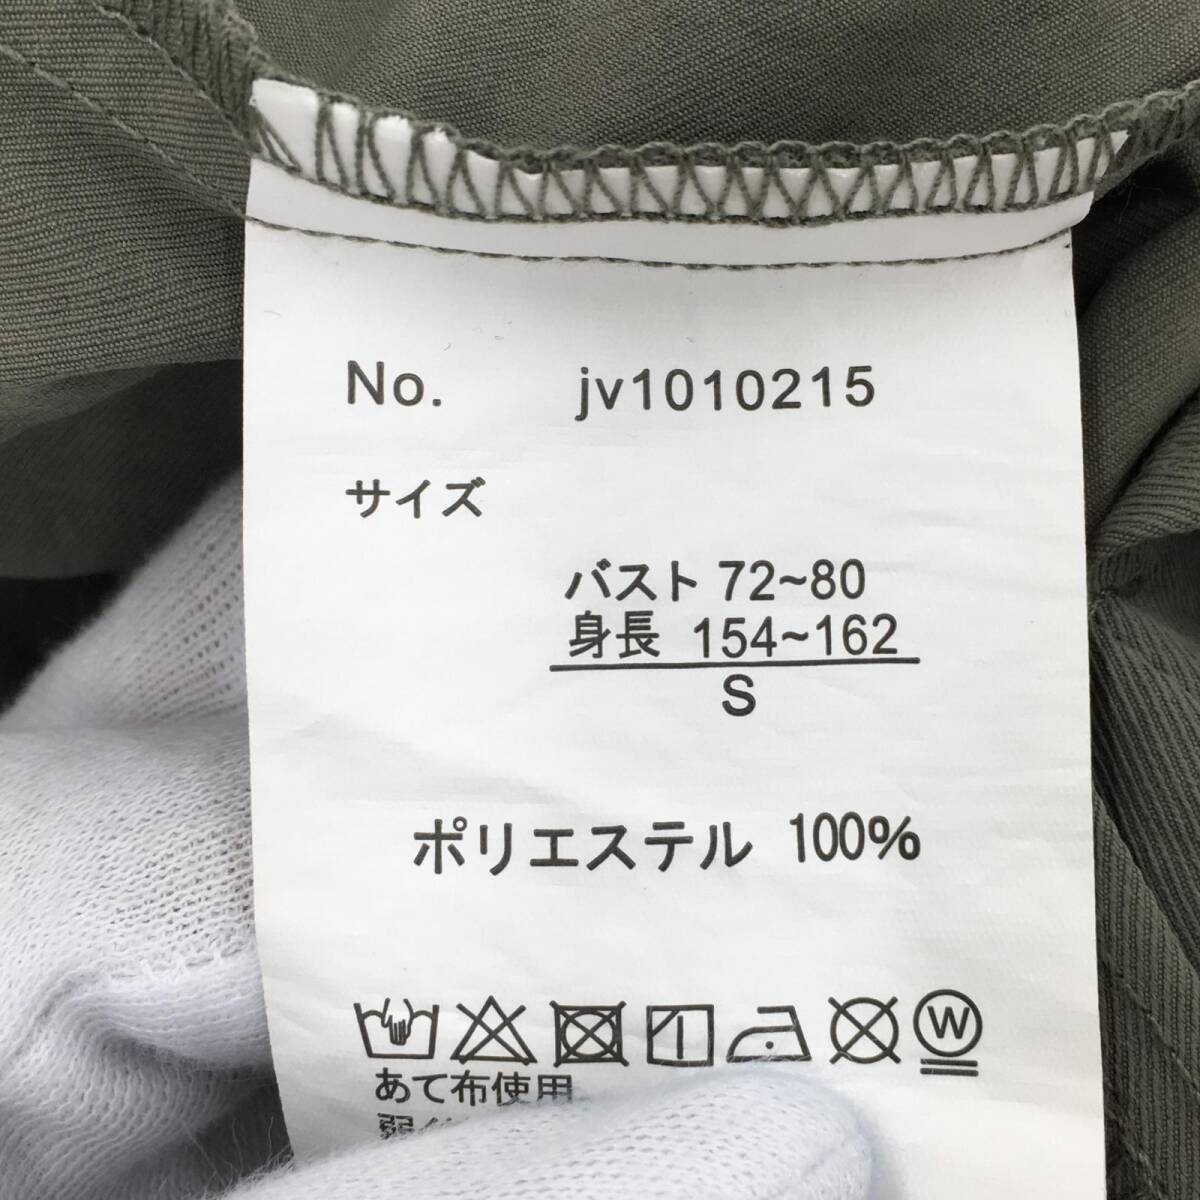 No. jv1010215
サイズ
バスト 72~80
身長 154~162
S
ポリエステル 100%
W
あて布使用